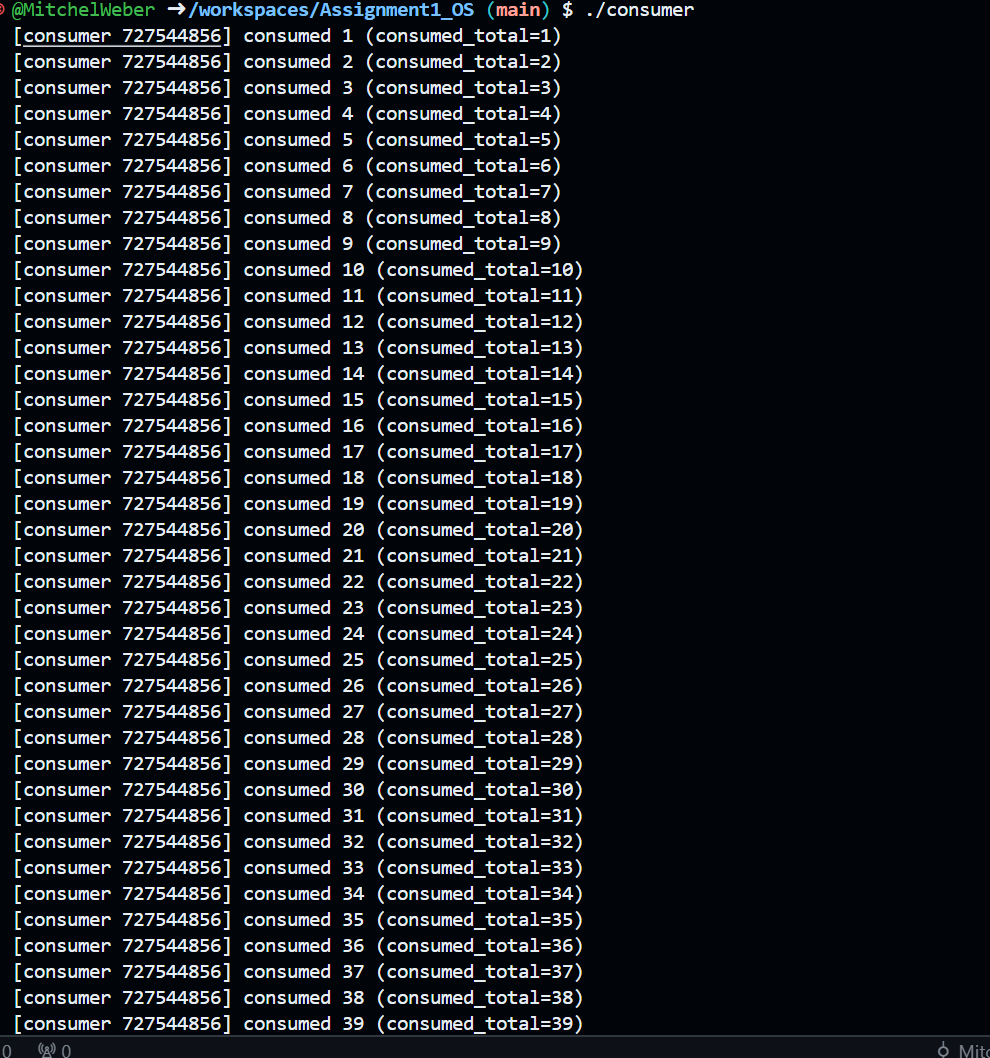 @MitchelWeber ➜/workspaces/Assignment1_OS (main) $ ./consumer
[consumer 727544856] consumed 1 (consumed_total=1)
[consumer 727544856] consumed 2 (consumed_total=2)
[consumer 727544856] consumed 3 (consumed_total=3)
[consumer 727544856] consumed 4 (consumed_total=4)
[consumer 727544856] consumed 5 (consumed_total=5)
[consumer 727544856] consumed 6 (consumed_total=6)
[consumer 727544856] consumed 7 (consumed_total=7)
[consumer 727544856] consumed 8 (consumed_total=8)
[consumer 727544856] consumed 9 (consumed_total=9)
[consumer 727544856] consumed 10 (consumed_total=10)
[consumer 727544856] consumed 11 (consumed_total=11)
[consumer 727544856] consumed 12 (consumed_total=12)
[consumer 727544856] consumed 13 (consumed_total=13)
[consumer 727544856] consumed 14 (consumed_total=14)
[consumer 727544856] consumed 15 (consumed_total=15)
[consumer 727544856] consumed 16 (consumed_total=16)
[consumer 727544856] consumed 17 (consumed_total=17)
[consumer 727544856] consumed 18 (consumed_total=18)
[consumer 727544856] consumed 19 (consumed_total=19)
[consumer 727544856] consumed 20 (consumed_total=20)
[consumer 727544856] consumed 21 (consumed_total=21)
[consumer 727544856] consumed 22 (consumed_total=22)
[consumer 727544856] consumed 23 (consumed_total=23)
[consumer 727544856] consumed 24 (consumed_total=24)
[consumer 727544856] consumed 25 (consumed_total=25)
[consumer 727544856] consumed 26 (consumed_total=26)
[consumer 727544856] consumed 27 (consumed_total=27)
[consumer 727544856] consumed 28 (consumed_total=28)
[consumer 727544856] consumed 29 (consumed_total=29)
[consumer 727544856] consumed 30 (consumed_total=30)
[consumer 727544856] consumed 31 (consumed_total=31)
[consumer 727544856] consumed 32 (consumed_total=32)
[consumer 727544856] consumed 33 (consumed_total=33)
[consumer 727544856] consumed 34 (consumed_total=34)
[consumer 727544856] consumed 35 (consumed_total=35)
[consumer 727544856] consumed 36 (consumed_total=36)
[consumer 727544856] consumed 37 (consumed_total=37)
[consumer 727544856] consumed 38 (consumed_total=38)
[consumer 727544856] consumed 39 (consumed_total=39)
0 0